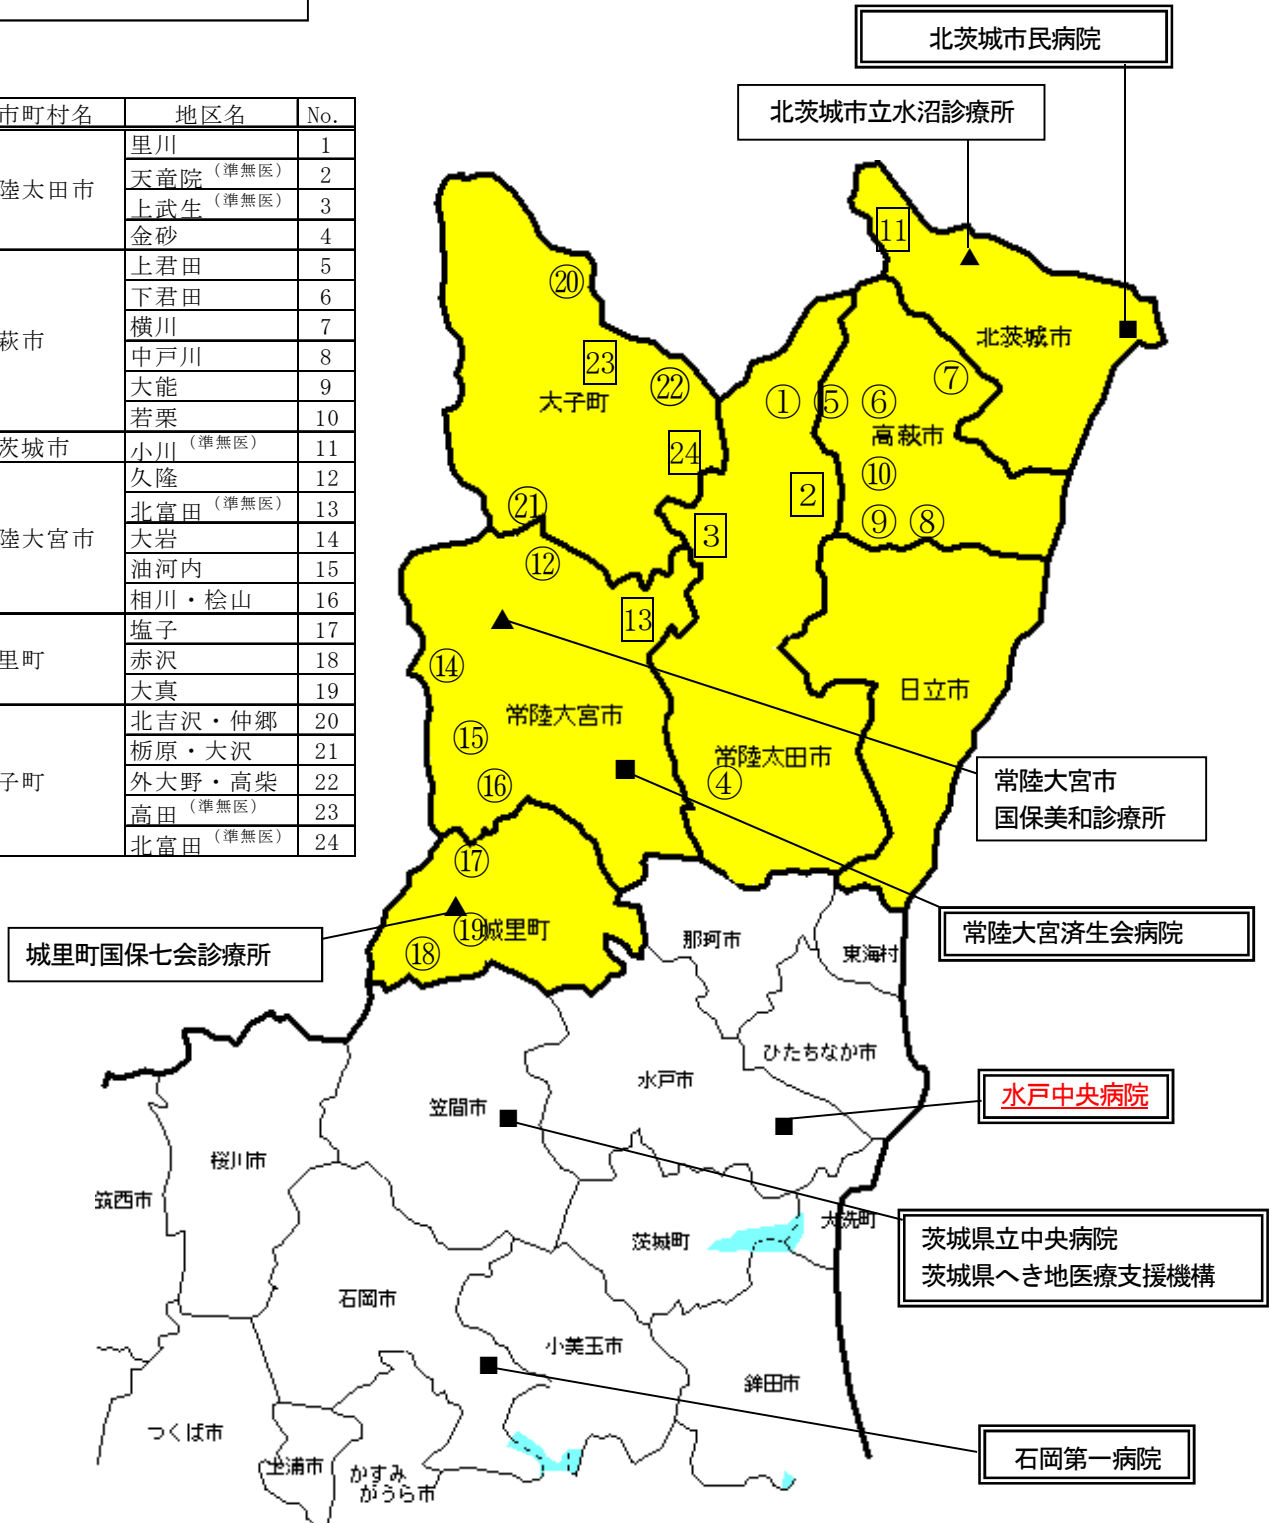 北茨城市民病院
北茨城市立水沼診療所
市町村名 地区名 No.
陸太田市
里川 1
天竜院（準無医） 2
上武生（準無医） 3
金砂 4
萩市
上君田 5
下君田 6
横川 7
中戸川 8
大能 9
若栗 10
茨城市 小川（準無医） 11
陸大宮市
久隆 12
北富田（準無医） 13
大岩 14
油河内 15
相川・桧山 16
里町
塩子 17
赤沢 18
大真 19
子町
北吉沢・仲郷 20
栃原・大沢 21
外大野・高柴 22
高田（準無医） 23
北富田（準無医） 24
11
⑳
北茨城市
23
㉒
大子町
⑦
① ⑤ ⑥
高萩市
24
⑩
2
㉑
3
⑨ ⑧
⑫
13
⑭
日立市
常陸大宮市
⑮
常陸太田市
④
⑯
常陸大宮市
国保美和診療所
⑰
⑲城里町
⑱
常陸大宮済生会病院
城里町国保七会診療所
那珂市
東海村
ひたちなか市
水戸市
水戸中央病院
笠間市
桜川市
筑西市
大洗町
茨城町
茨城県立中央病院
茨城県へき地医療支援機構
石岡市
小美玉市
鉾田市
つくば市
土浦市
かすみ
がうら市
石岡第一病院